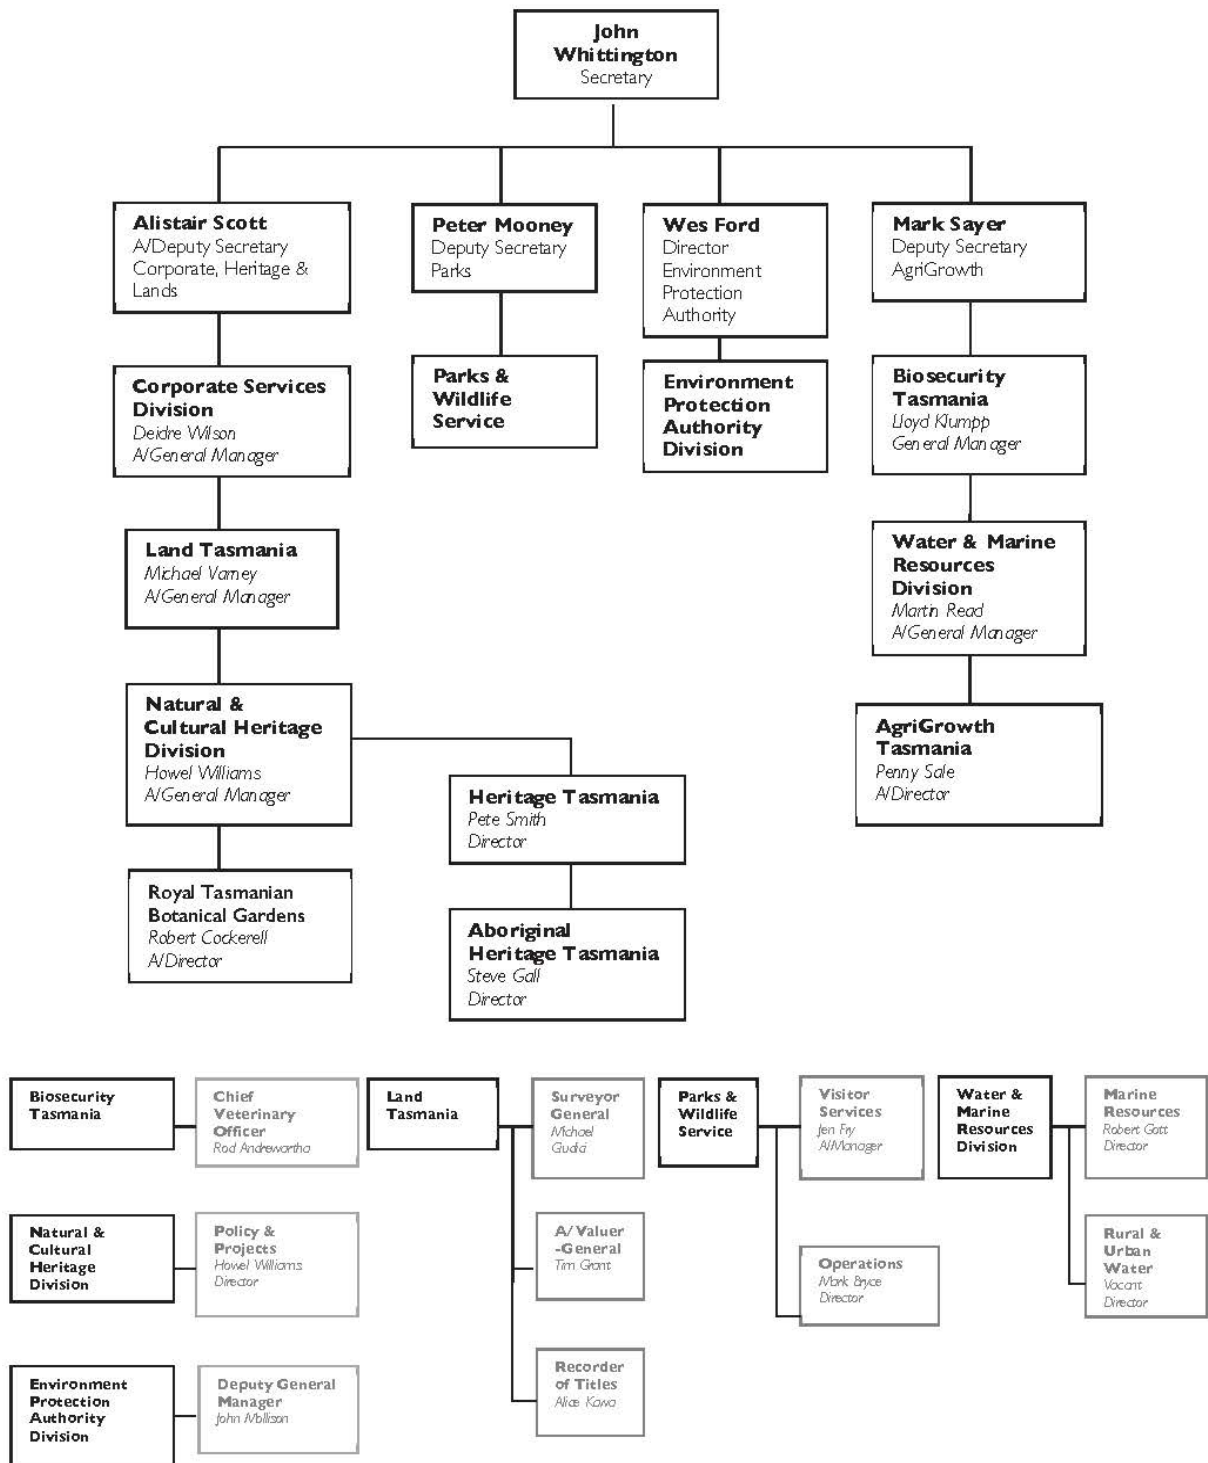 John
Whittington
Secretary
Alistair Scott
A/Deputy Secretary
Corporate, Heritage &
Lands
Peter Mooney
Deputy Secretary
Parks
Wes Ford
Director
Environment
Protection
Authority
Mark Sayer
Deputy Secretary
AgriGrowth
Corporate Services
Division
Deidre Wilson
A/General Manager
Parks &
Wildlife
Service
Environment
Protection
Authority
Division
Biosecurity
Tasmania
Lloyd Klumpp
General Manager
Land Tasmania
Michael Varney
A/General Manager
Water & Marine
Resources
Division
Martin Read
A/General Manager
Natural &
Cultural Heritage
Division
Howel Williams
A/General Manager
Heritage Tasmania
Pete Smith
Director
AgriGrowth
Tasmania
Penny Sale
A/Director
Royal Tasmanian
Botanical Gardens
Robert Cockerell
A/Director
Aboriginal
Heritage Tasmania
Steve Gall
Director
Biosecurity
Tasmania
Chief
Veterinary
Officer
Rod Andrewartha
Land
Tasmania
Surveyor
General
Michael
Giudici
Parks &
Wildlife
Service
Visitor
Services
Jen Fry
A/Manager
Water &
Marine
Resources
Division
Marine
Resources
Robert Gott
Director
Natural &
Cultural
Heritage
Division
Policy &
Projects
Howel Williams
Director
A/Valuer
-General
Tim Grant
Operations
Mark Bryce
Director
Rural &
Urban
Water
Vacant
Director
Environment
Protection
Authority
Division
Deputy General
Manager
John Mollison
Recorder
of Titles
Alice Kawa